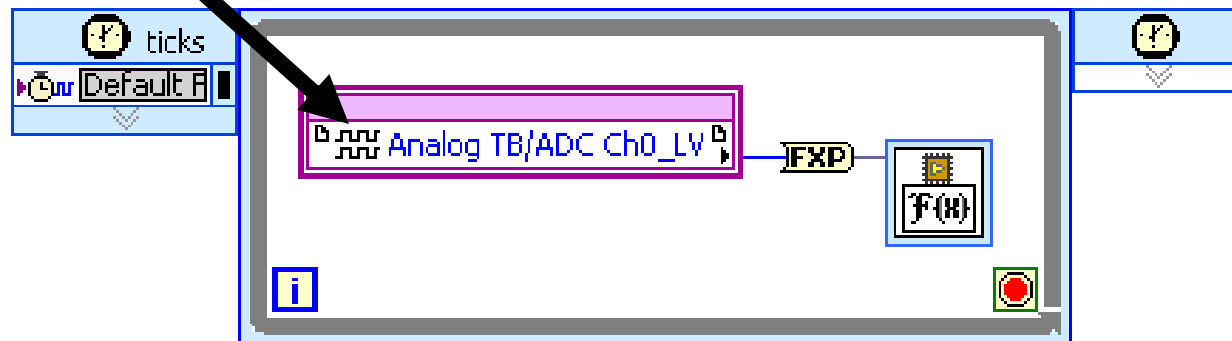 ticks
Default F
Analog TB/ADC Ch0_LV
FXP
F(x)
i